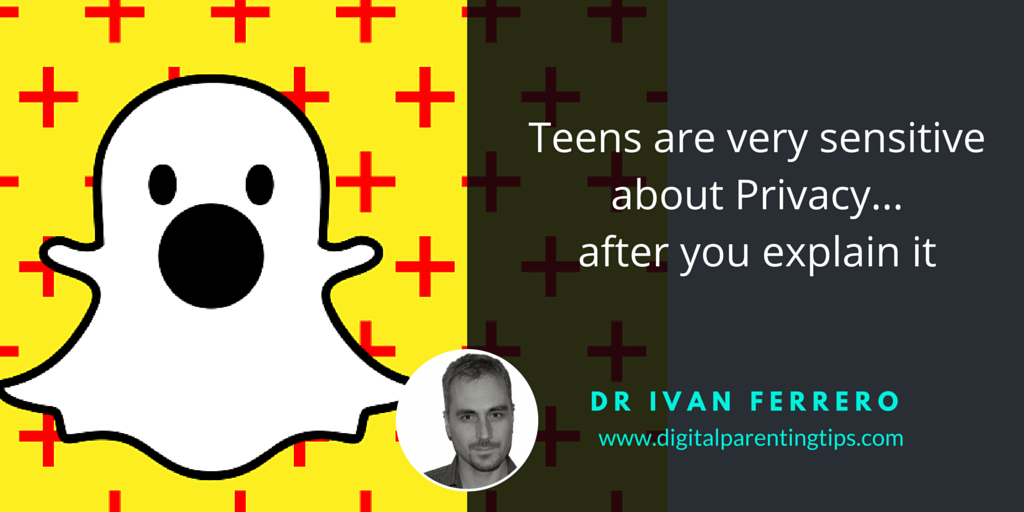 Teens are very sensitive
about Privacy...
after you explain it
DR IVAN FERRERO
www.digitalparentingtips.com